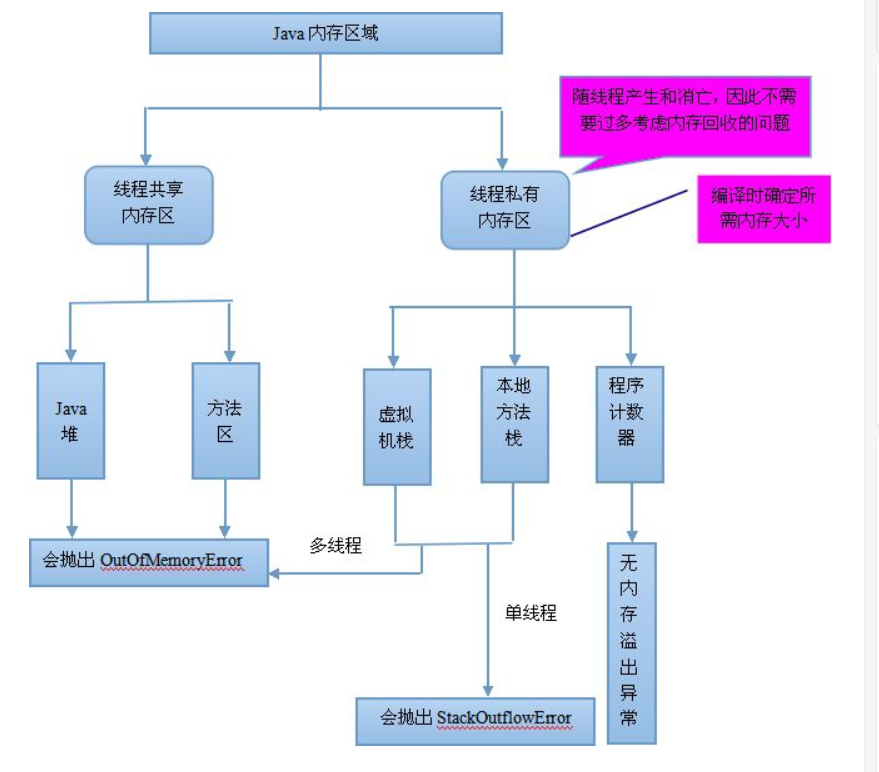 Java 内存区域
随线程产生和消亡，因此不需
要过多考虑内存回收的问题
线程共享
内存区
线程私有
内存区
编译时确定所
需内存大小
Java
堆
方法
区
虚拟
机栈
本地
方法
栈
程序
计数
器
会抛出 OutOfMemoryError
多线程
单线程
无
内
存
溢
出
异
常
会抛出 StackOutflowError